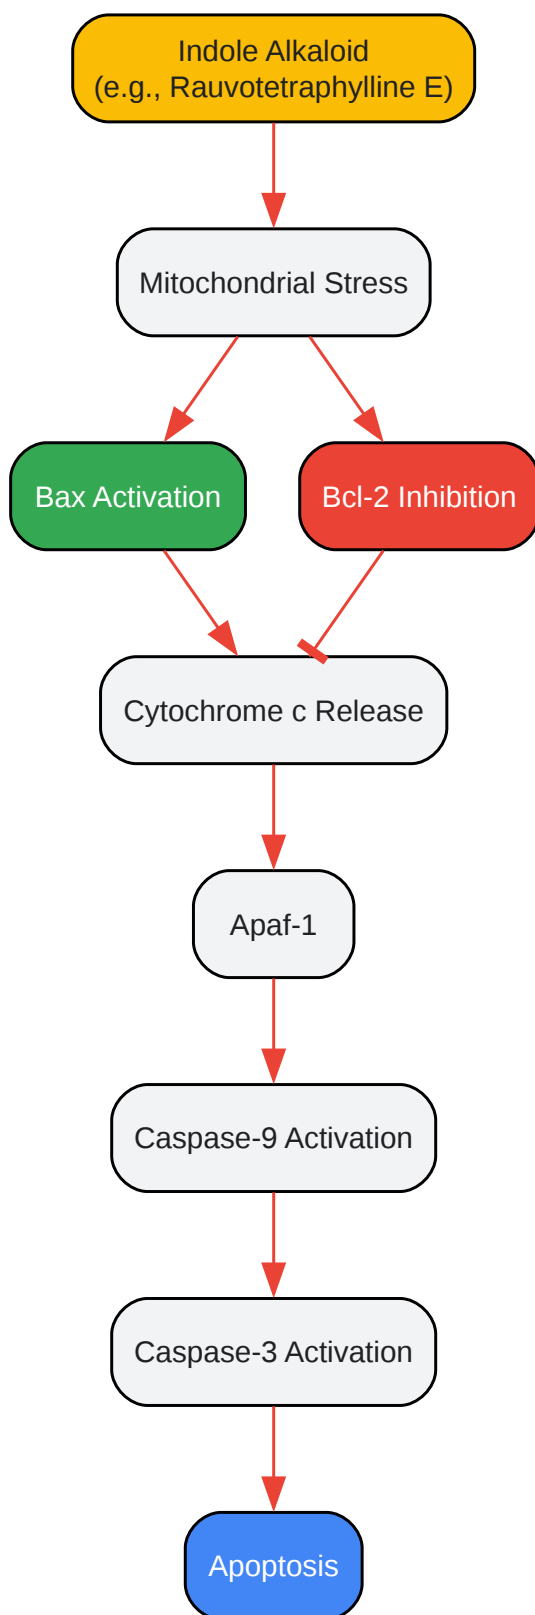 Indole Alkaloid
(e.g., Rauvotetraphylline E)
Mitochondrial Stress
Bax Activation
Bcl-2 Inhibition
Cytochrome c Release
Apaf-1
Caspase-9 Activation
Caspase-3 Activation
Apoptosis